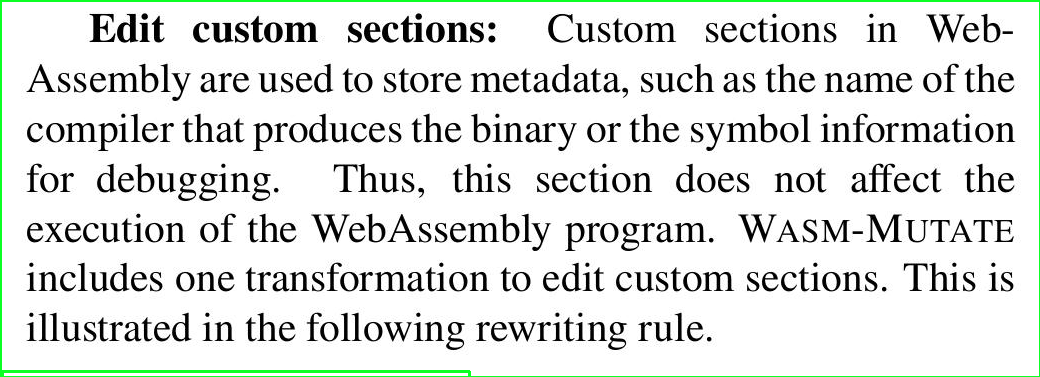 Edit custom sections: Custom sections in Web-
Assembly are used to store metadata, such as the name of the
compiler that produces the binary or the symbol information
for debugging. Thus, this section does not affect the
execution of the WebAssembly program. WASM-MUTATE
includes one transformation to edit custom sections. This is
illustrated in the following rewriting rule.